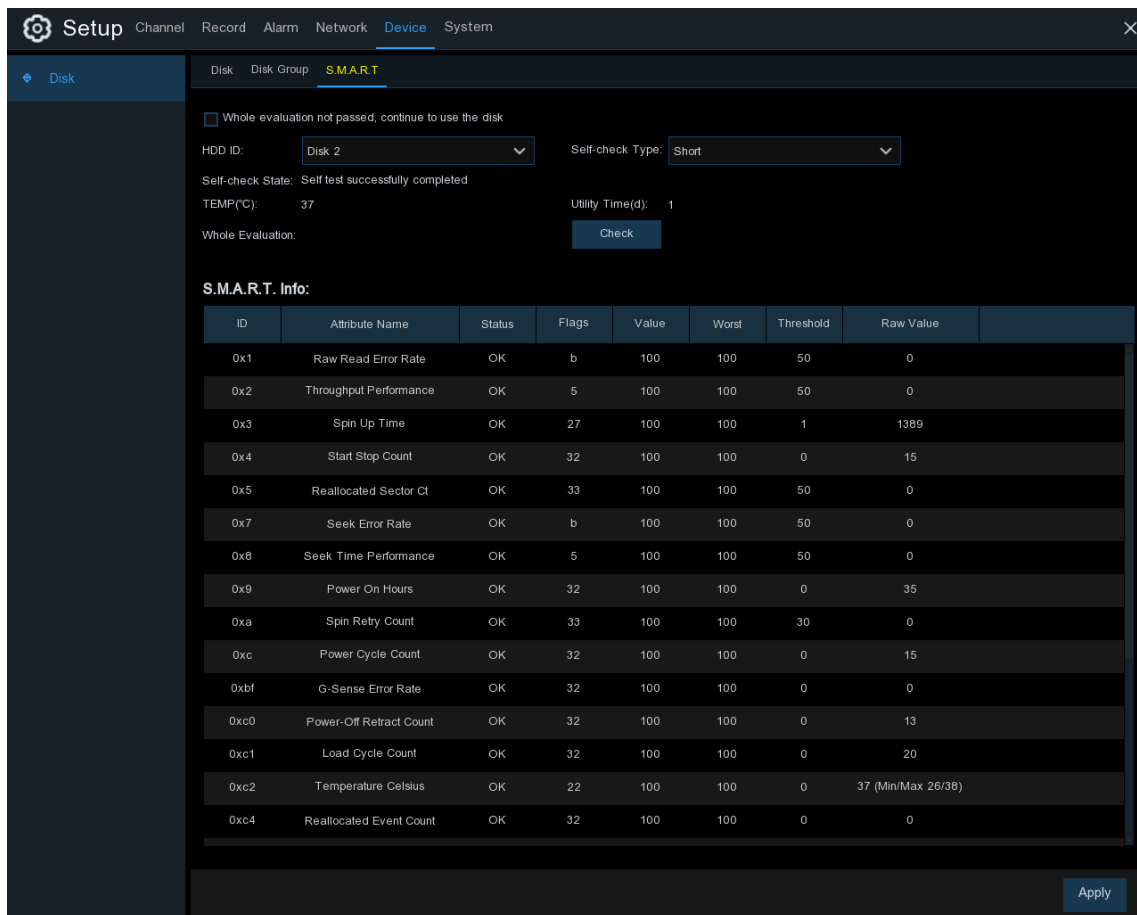 Setup Channel Record Alarm Network Device System
Disk
Disk Disk Group S.M.A.R.T
Whole evaluation not passed, continue to use the disk
HDD ID: Disk 2 Self-check Type: Short
Self-check State: Self test successfully completed
TEMP(°C): 37 Utility Time(d): 1
Whole Evaluation: Check
S.M.A.R.T. Info:
ID Attribute Name Status Flags Value Worst Threshold Raw Value
0x1 Raw Read Error Rate OK b 100 100 50 0
0x2 Throughput Performance OK 5 100 100 50 0
0x3 Spin Up Time OK 27 100 100 1 1389
0x4 Start Stop Count OK 32 100 100 0 15
0x5 Reallocated Sector Ct OK 33 100 100 50 0
0x7 Seek Error Rate OK b 100 100 50 0
0x8 Seek Time Performance OK 5 100 100 50 0
0x9 Power On Hours OK 32 100 100 0 35
0xa Spin Retry Count OK 33 100 100 30 0
0xc Power Cycle Count OK 32 100 100 0 15
0xbf G-Sense Error Rate OK 32 100 100 0 0
0xc0 Power-Off Retract Count OK 32 100 100 0 13
0xc1 Load Cycle Count OK 32 100 100 0 20
0xc2 Temperature Celsius OK 22 100 100 0 37 (Min/Max 26/38)
0xc4 Reallocated Event Count OK 32 100 100 0 0
Apply